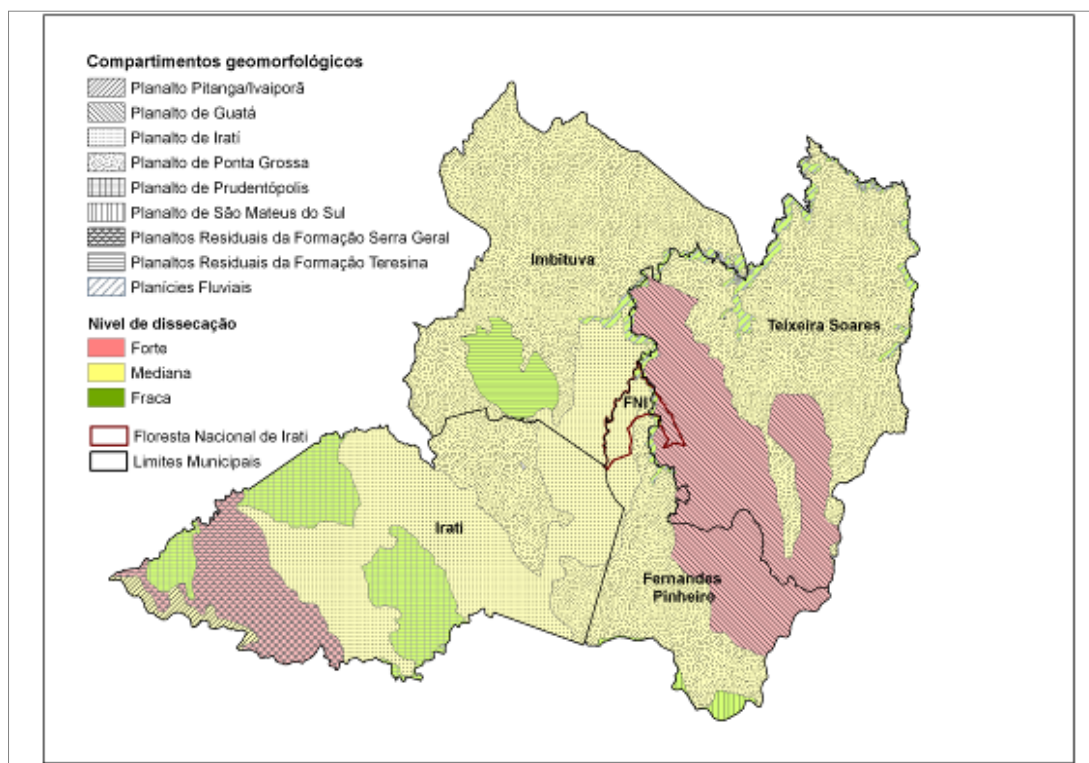 Compartimentos geomorfológicos
Planalto Pitanga/Ivaiporã
Planalto de Guatá
Planalto de Iratí
Planalto de Ponta Grossa
Planalto de Prudentópolis
Planalto de São Mateus do Sul
Planaltos Residuais da Formação Serra Geral
Planaltos Residuais da Formação Teresina
Planícies Fluviais
Nivel de dissecação
Forte
Mediana
Fraca
Floresta Nacional de Irati
Limites Municipais
Imbituva
Teixeira Soares
FNI
Irati
Fernandes
Pinheiro